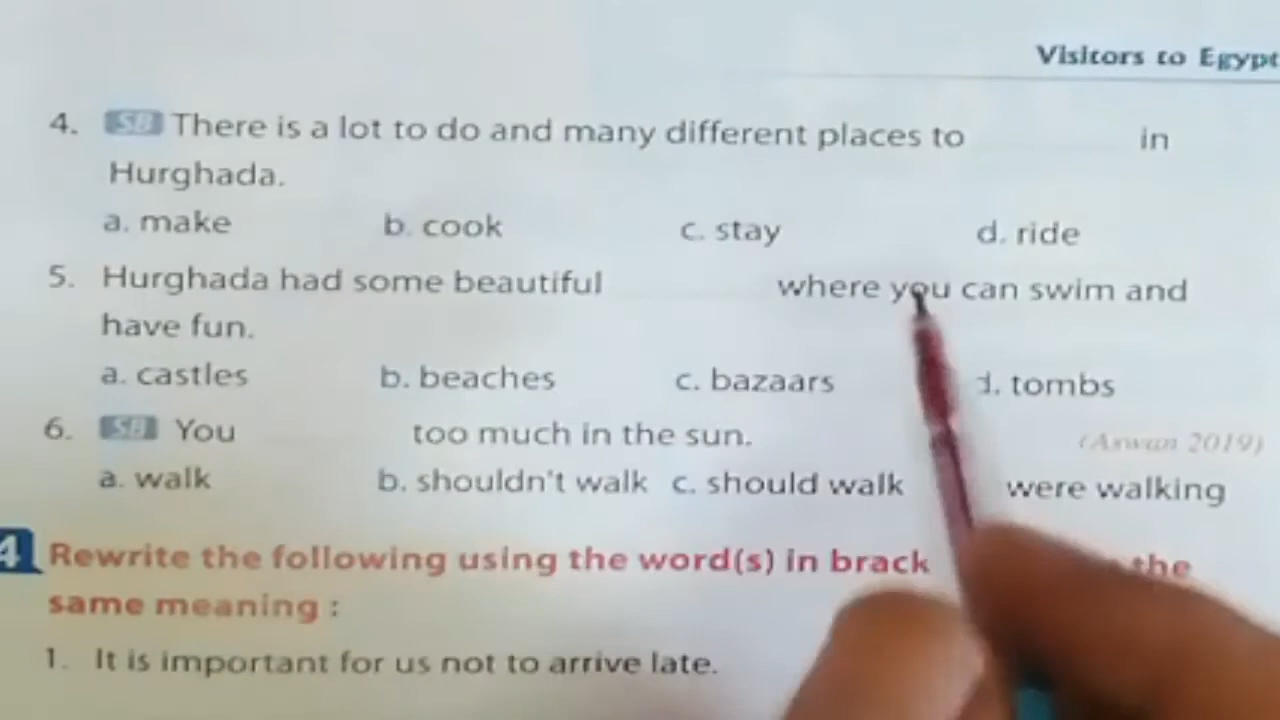 Visitors to Egypt
4. SB There is a lot to do and many different places to in
Hurghada.
a. make b. cook c. stay d. ride
5. Hurghada had some beautiful where you can swim and
have fun.
a. castles b. beaches c. bazaars d. tombs
6. SB You too much in the sun. (Aswan 2019)
a. walk b. shouldn't walk c. should walk were walking
4 Rewrite the following using the word(s) in brack the
same meaning :
1. It is important for us not to arrive late.